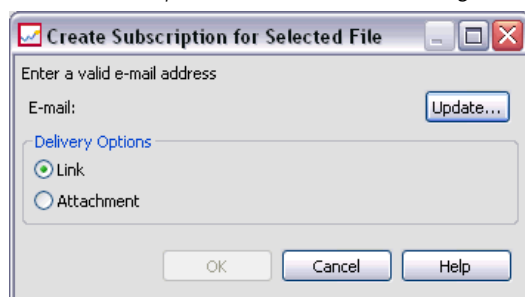 Create Subscription for Selected File
Enter a valid e-mail address
E-mail: Update...
Delivery Options
Link
Attachment
OK Cancel Help